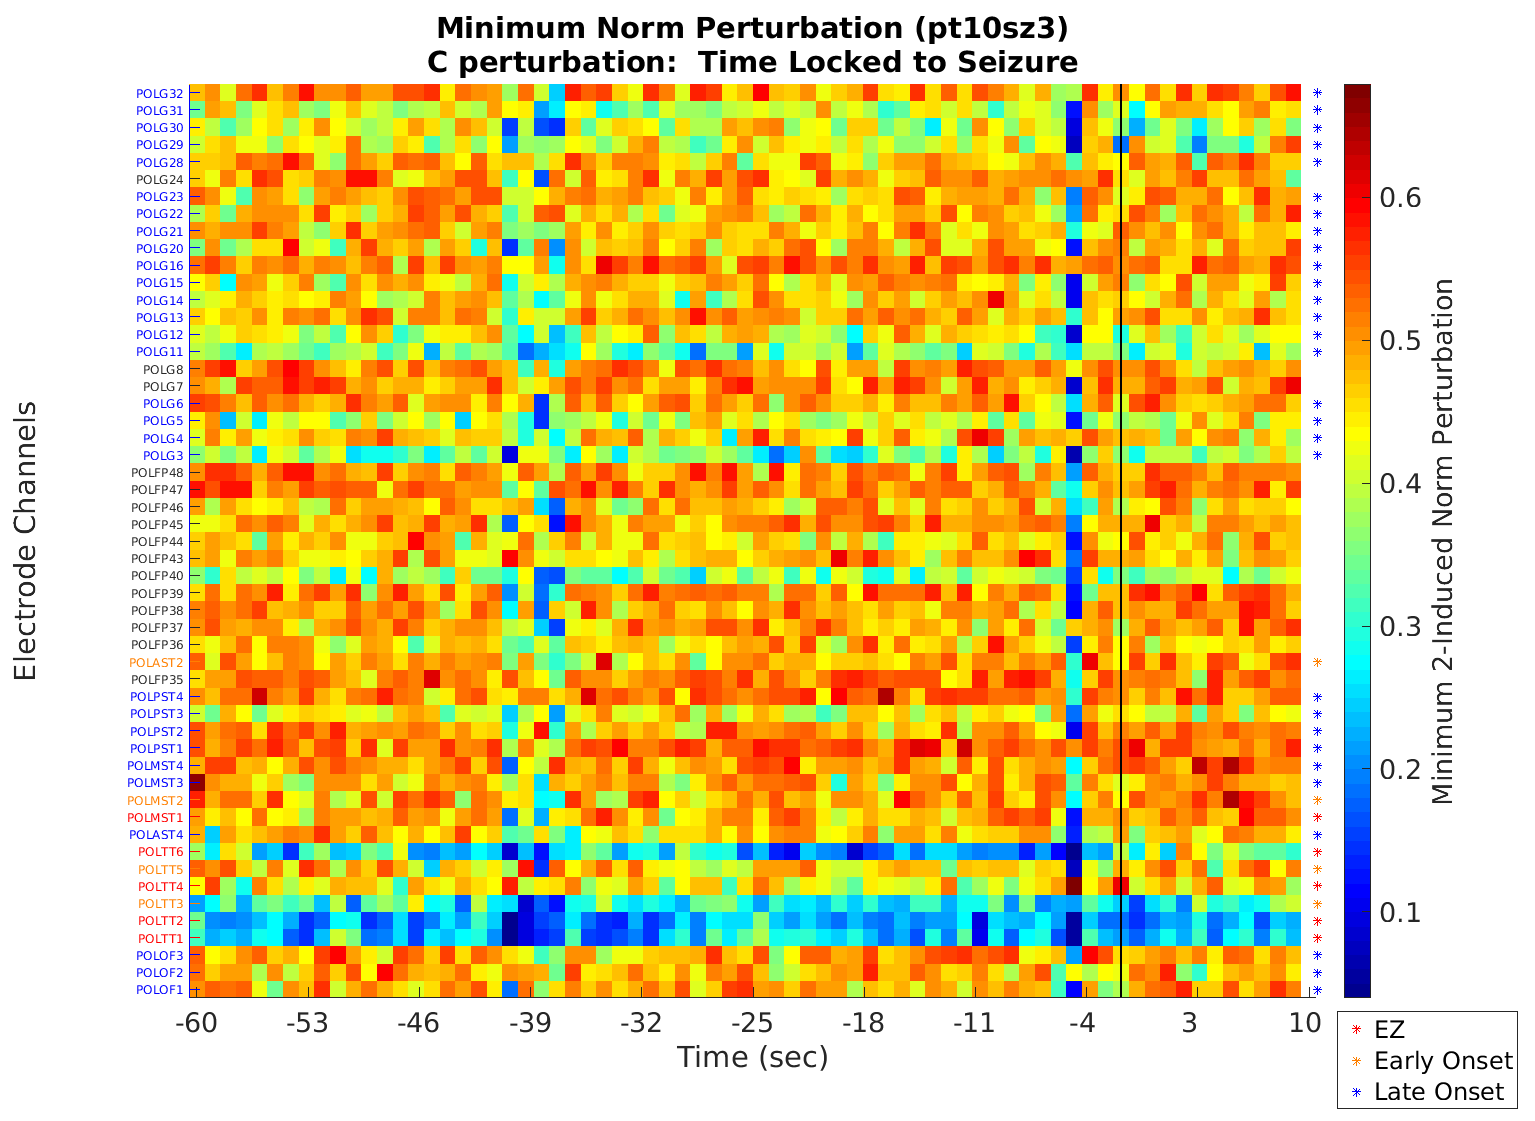 Minimum Norm Perturbation (pt10sz3)
C perturbation: Time Locked to Seizure
Electrode Channels
POLG32
POLG31
POLG30
POLG29
POLG28
POLG24
POLG23
POLG22
POLG21
POLG20
POLG16
POLG15
POLG14
POLG13
POLG12
POLG11
POLG8
POLG7
POLG6
POLG5
POLG4
POLG3
POLFP48
POLFP47
POLFP46
POLFP45
POLFP44
POLFP43
POLFP40
POLFP39
POLFP38
POLFP37
POLFP36
POLAST2
POLFP35
POLPST4
POLPST3
POLPST2
POLPST1
POLMST4
POLMST3
POLMST2
POLMST1
POLAST4
POLTT6
POLTT5
POLTT4
POLTT3
POLTT2
POLTT1
POLOF3
POLOF2
POLOF1
-60 -53 -46 -39 -32 -25 -18 -11 -4 3 10
Time (sec)
0.6
0.5
0.4
0.3
0.2
0.1
Minimum 2-Induced Norm Perturbation
EZ
Early Onset
Late Onset